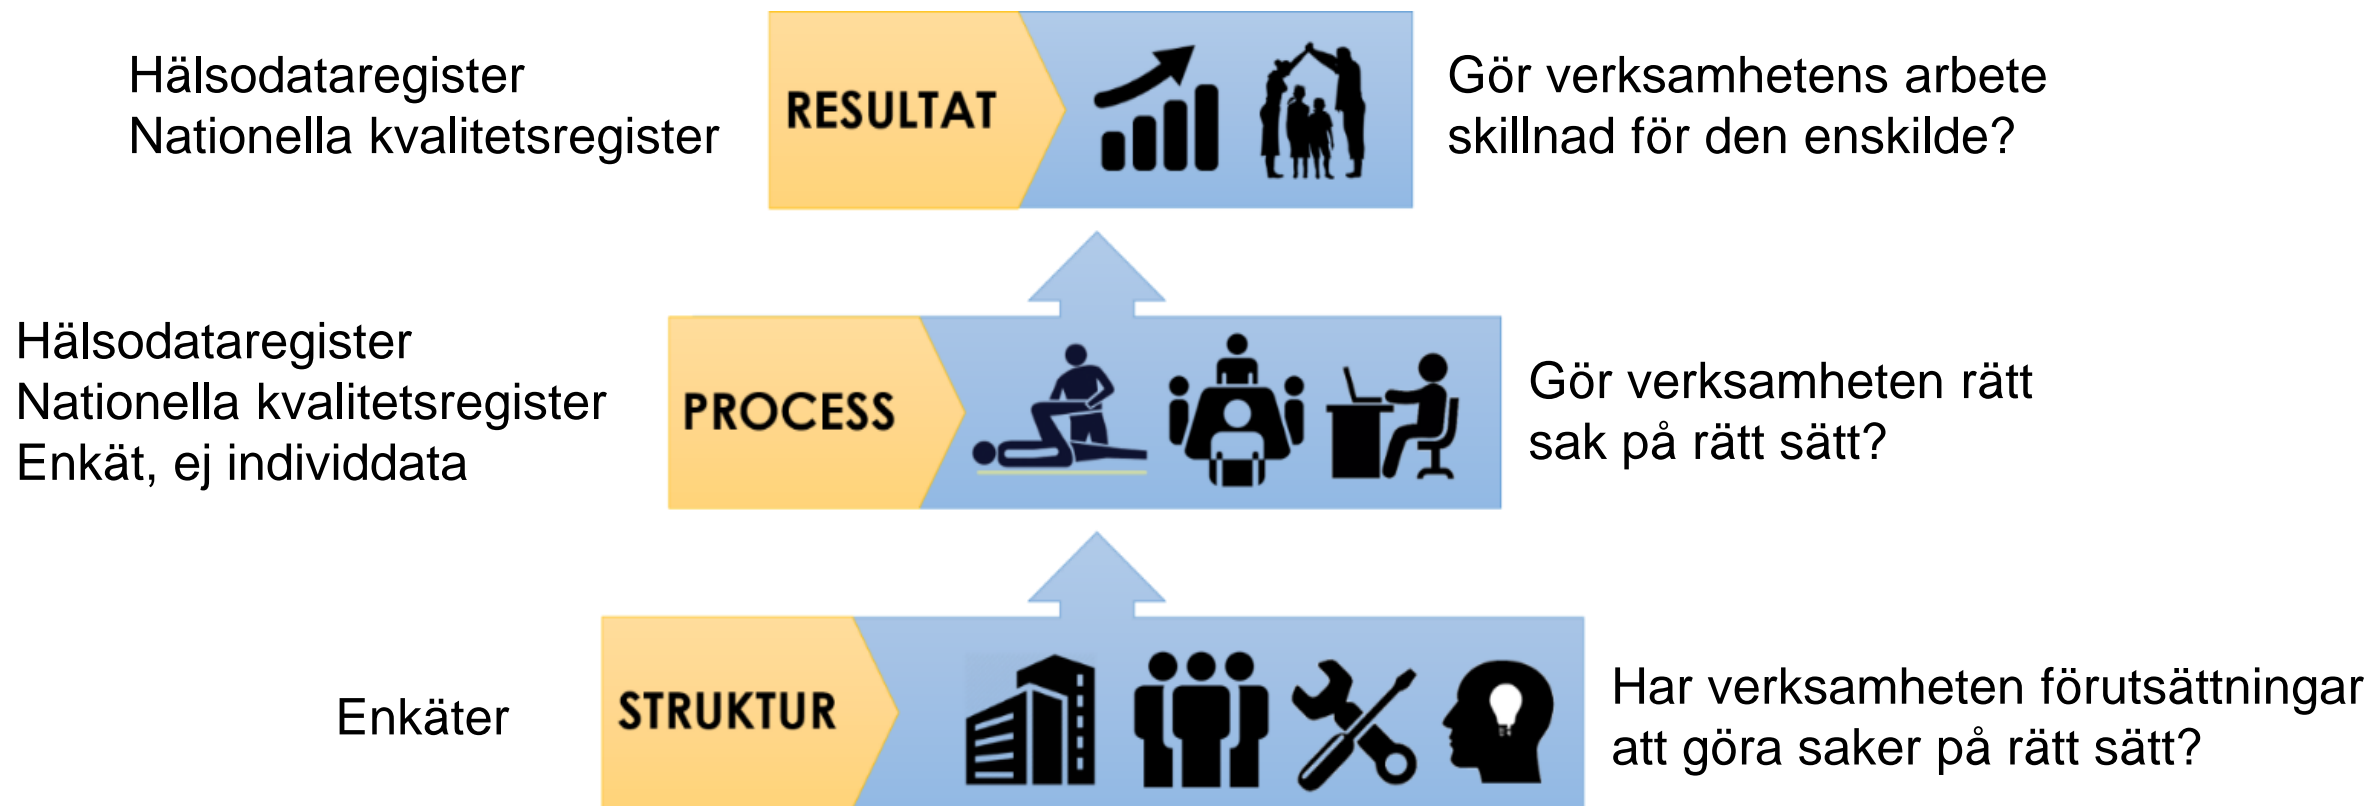 Hälsodataregister
Nationella kvalitetsregister
RESULTAT
Gör verksamhetens arbete
skillnad för den enskilde?
Hälsodataregister
Nationella kvalitetsregister
Enkät, ej individdata
PROCESS
Gör verksamheten rätt
sak på rätt sätt?
Enkäter
STRUKTUR
Har verksamheten förutsättningar
att göra saker på rätt sätt?